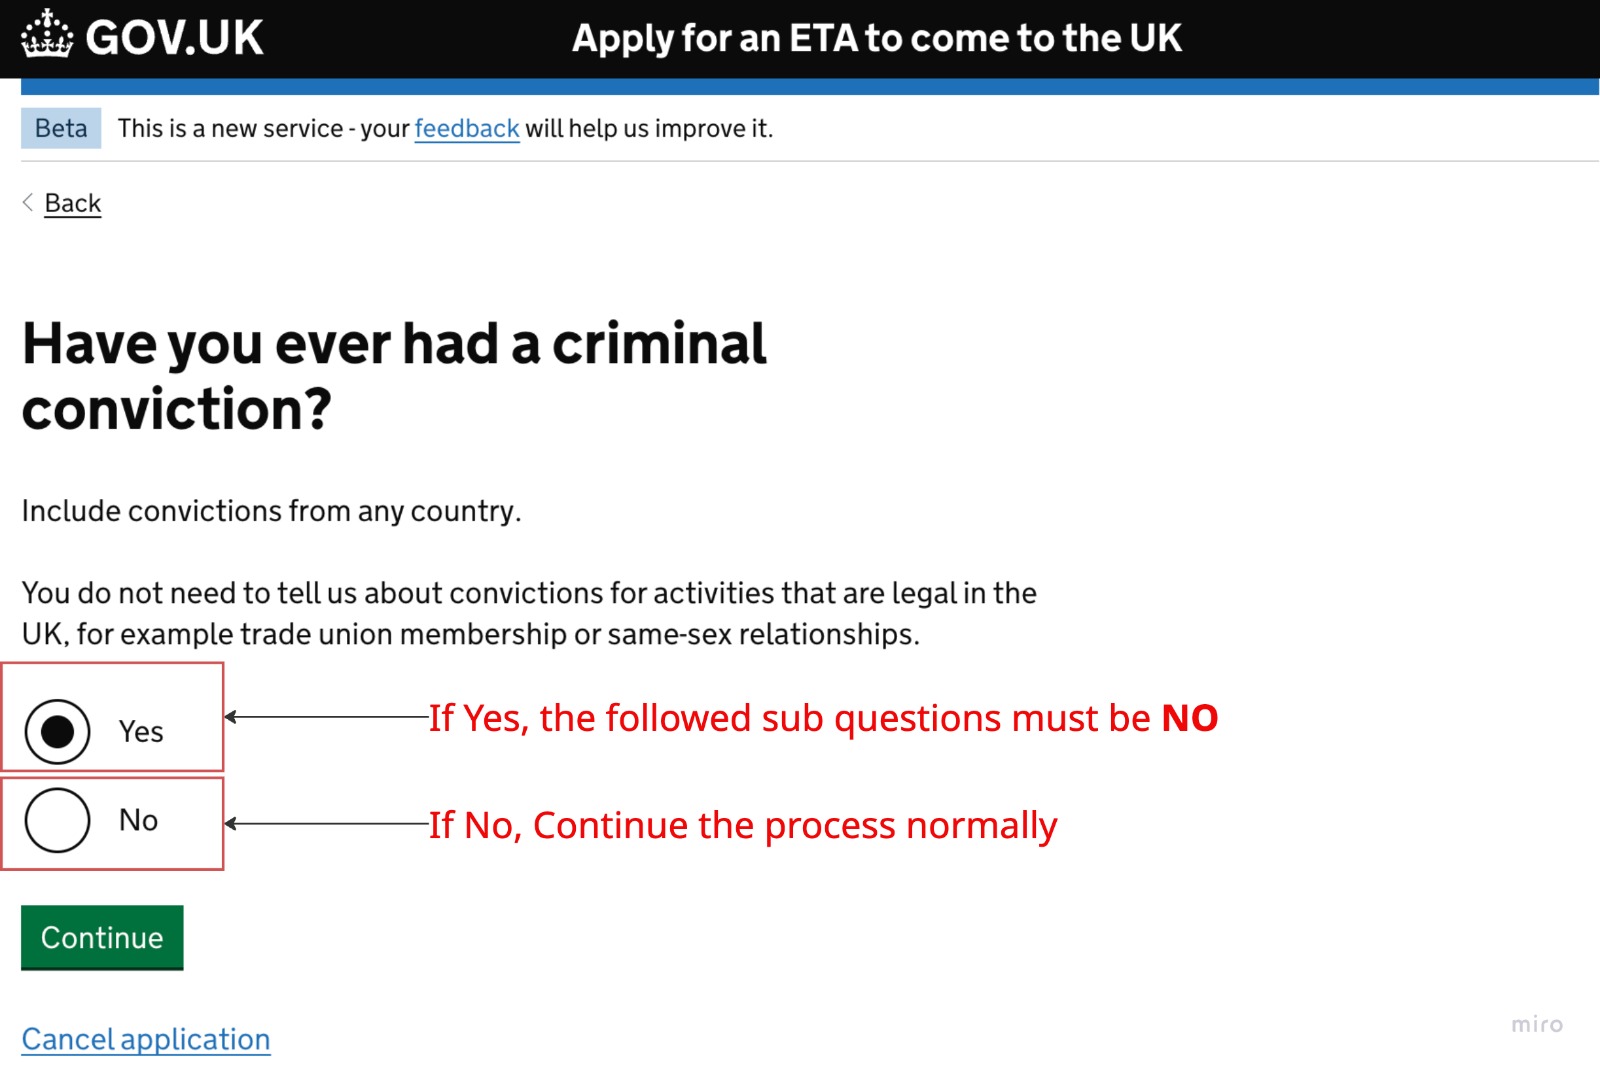 GOV.UK
Apply for an ETA to come to the UK
Beta This is a new service - your feedback will help us improve it.
Back
Have you ever had a criminal
conviction?
Include convictions from any country.
You do not need to tell us about convictions for activities that are legal in the
UK, for example trade union membership or same-sex relationships.
Yes
If Yes, the followed sub questions must be NO
No
If No, Continue the process normally
Continue
Cancel application
miro